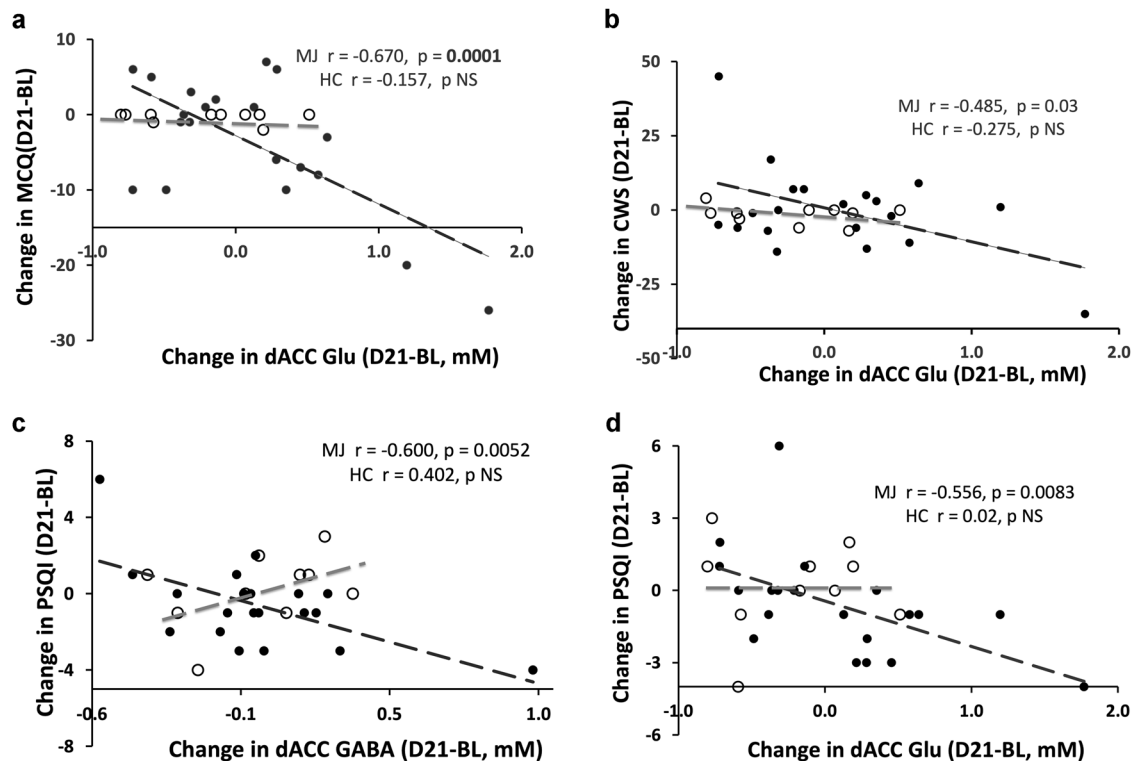 a
Change in MCQ(D21-BL)
10
0
-10
-20
-30
-1.0
0.0
1.0
2.0
MJ r = -0.670, p = 0.0001
HC r = -0.157, p NS
Change in dACC Glu (D21-BL, mM)
b
Change in CWS (D21-BL)
50
25
0
-25
-50
-1.0
0.0
1.0
2.0
MJ r = -0.485, p = 0.03
HC r = -0.275, p NS
Change in dACC Glu (D21-BL, mM)
c
Change in PSQI (D21-BL)
8
4
0
-4
-8
-0.6
-0.1
0.5
1.0
MJ r = -0.600, p = 0.0052
HC r = 0.402, p NS
Change in dACC GABA (D21-BL, mM)
d
Change in PSQI (D21-BL)
6
3
0
-3
-6
-1.0
0.0
1.0
2.0
MJ r = -0.556, p = 0.0083
HC r = 0.02, p NS
Change in dACC Glu (D21-BL, mM)